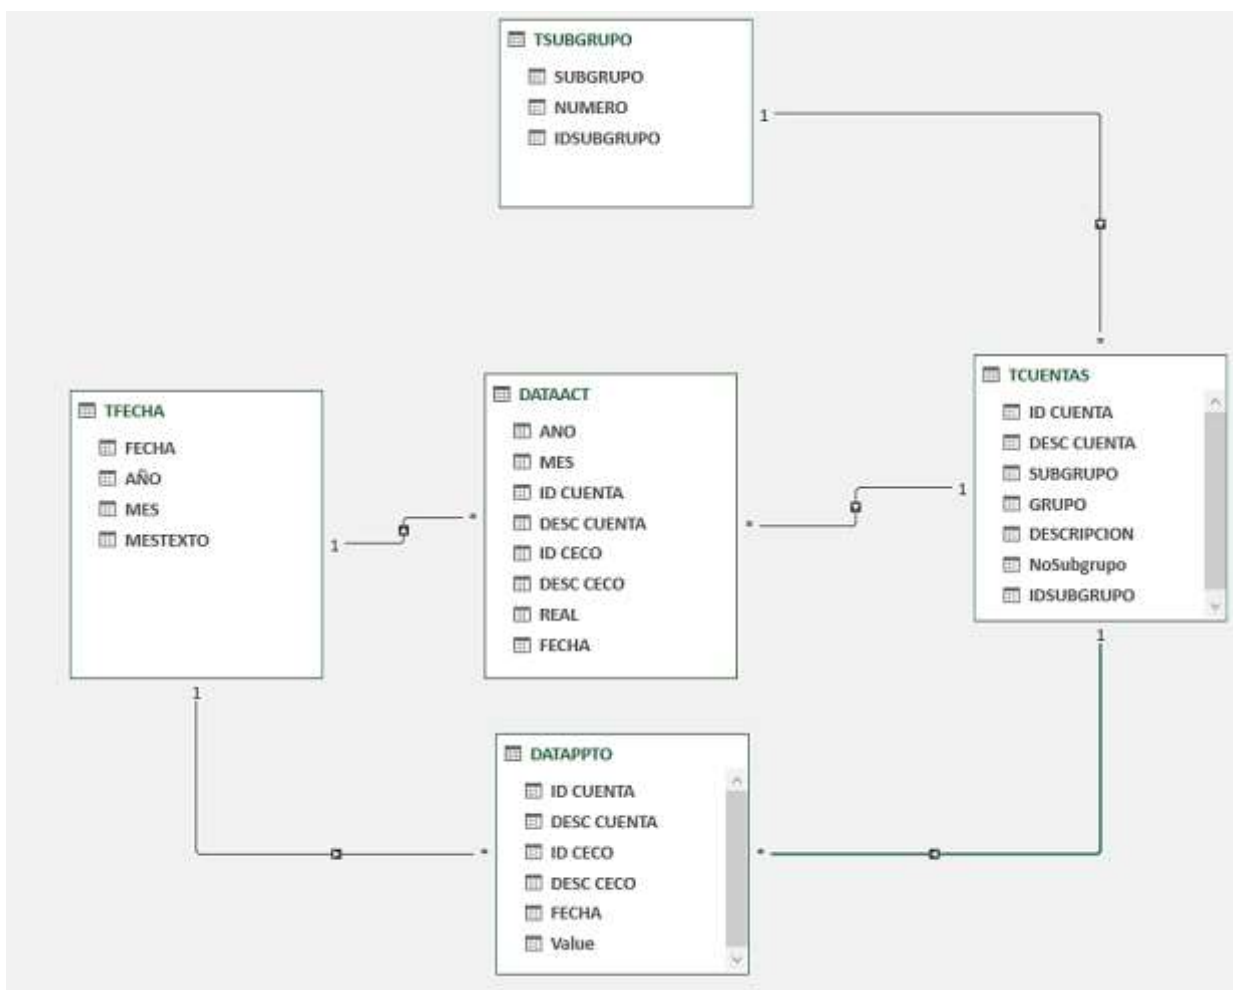 TSUBGRUPO
SUBGRUPO
NUMERO
IDSUBGRUPO
1
*
TFECHA
FECHA
AÑO
MES
MESTEXTO
1
*
1
DATAACT
ANO
MES
ID CUENTA
DESC CUENTA
ID CECO
DESC CECO
REAL
FECHA
*
1
TCUENTAS
ID CUENTA
DESC CUENTA
SUBGRUPO
GRUPO
DESCRIPCION
NoSubgrupo
IDSUBGRUPO
1
DATAPPTO
ID CUENTA
DESC CUENTA
ID CECO
DESC CECO
FECHA
Value
*
*